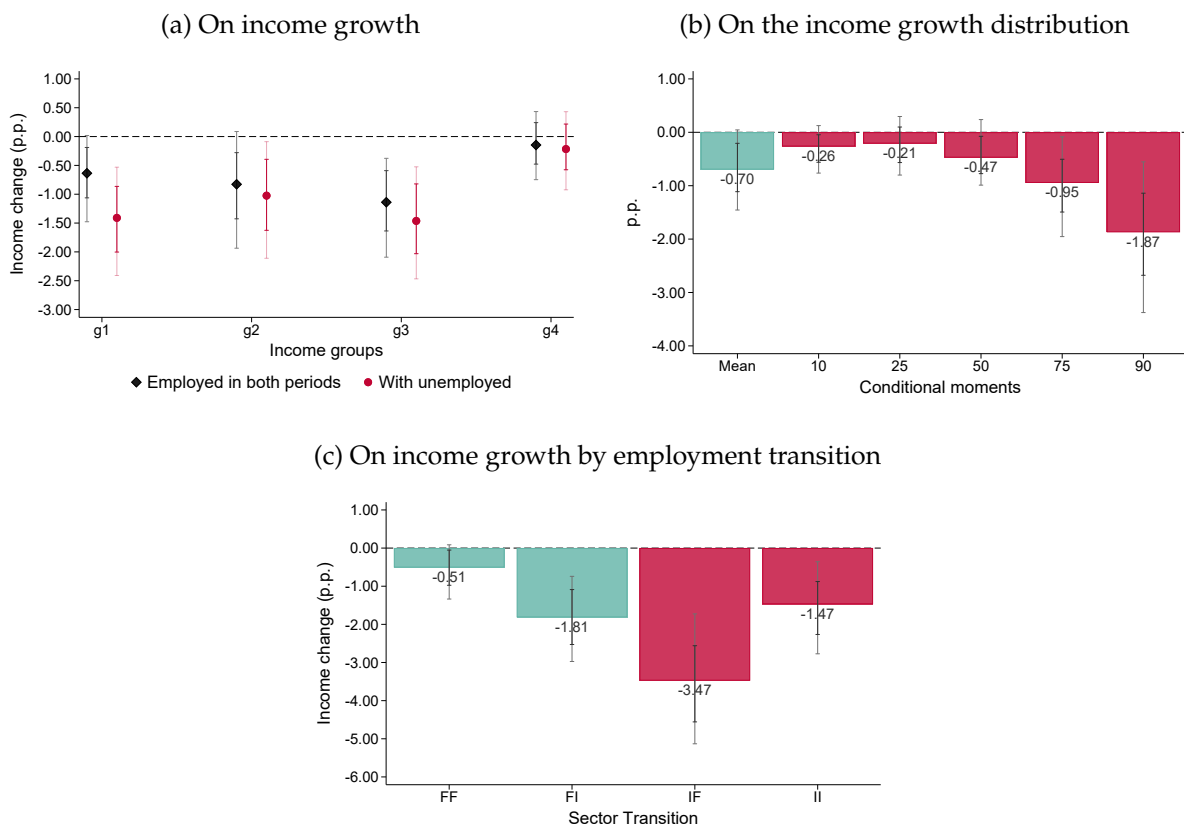 (a) On income growth
1.00
0.50
0.00
-0.50
-1.00
-1.50
-2.00
-2.50
-3.00
Income change (p.p.)
g1 g2 g3 g4
Income groups
Employed in both periods With unemployed
(b) On the income growth distribution
1.00
0.00
-1.00
-2.00
-3.00
-4.00
p.p.
-0.70 -0.26 -0.21 -0.47 -0.95 -1.87
Mean 10 25 50 75 90
Conditional moments
(c) On income growth by employment transition
1.00
0.00
-1.00
-2.00
-3.00
-4.00
-5.00
-6.00
Income change (p.p.)
-0.51 -1.81 -3.47 -1.47
FF FI IF II
Sector Transition